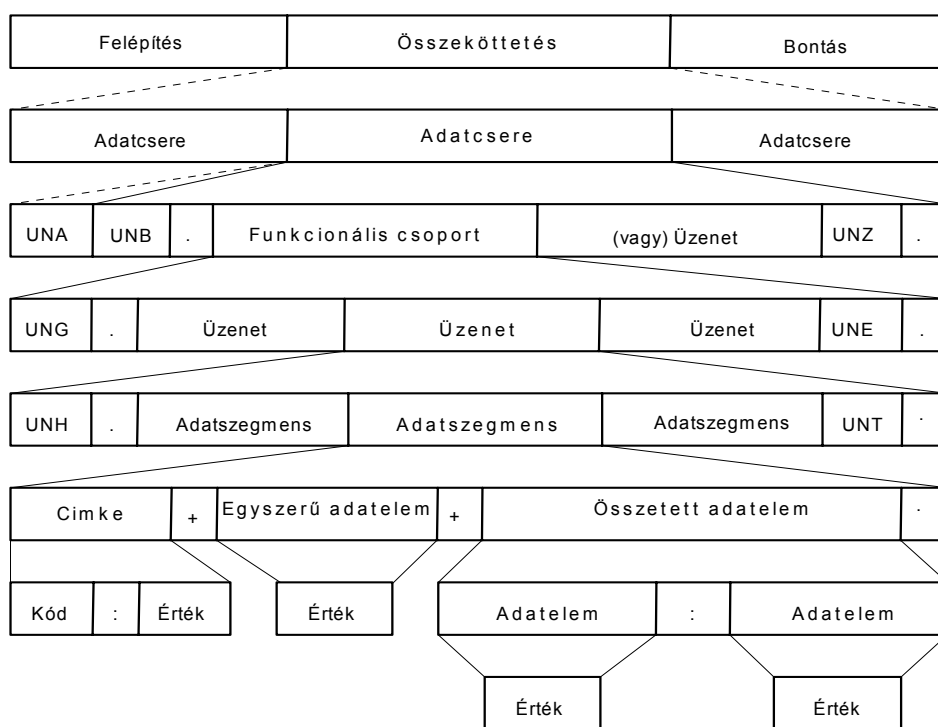 Felépítés Összeköttetés Bontás
Adatcsere Adatcsere Adatcsere
UNA UNB . Funkcionális csoport (vagy) Üzenet UNZ .
UNG . Üzenet Üzenet Üzenet UNE .
UNH . Adatszegmens Adatszegmens Adatszegmens UNT .
Cimke + Egyszerű adatelem + Összetett adatelem .
Kód : Érték Érték Adatelem : Adatelem
Érték Érték